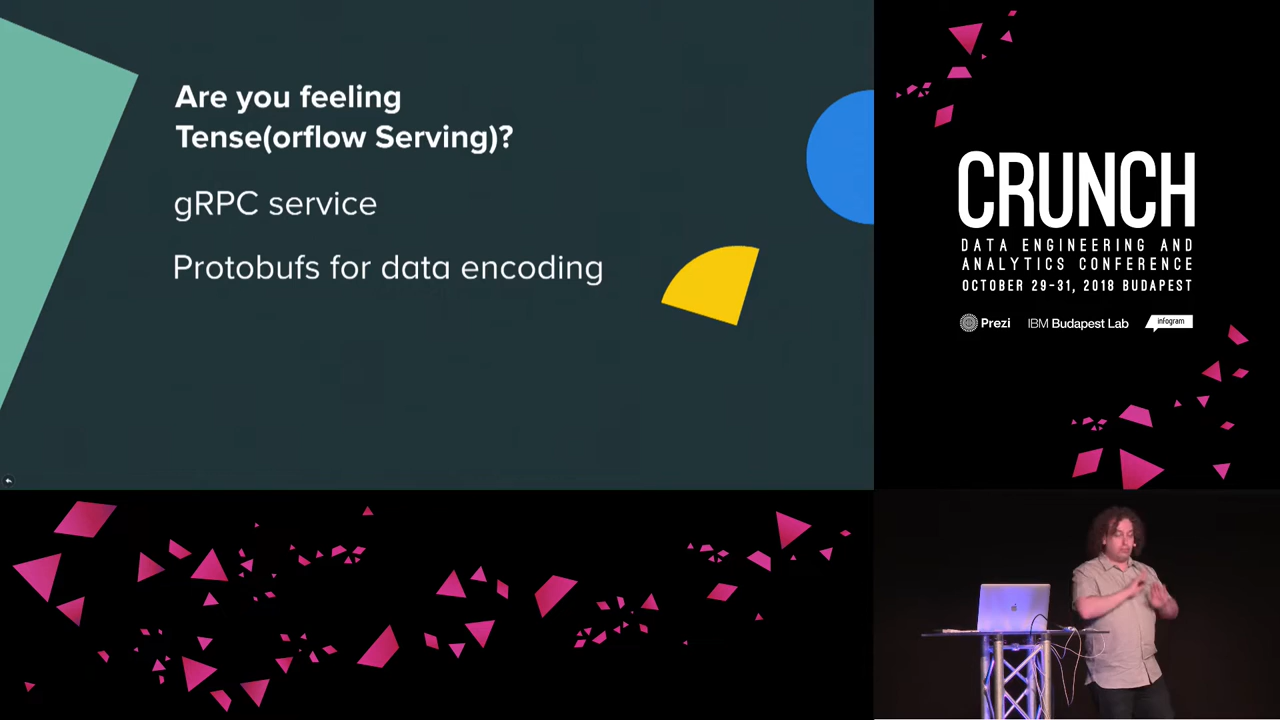 Are you feeling
Tense(orflow Serving)?
gRPC service
Protobufs for data encoding
CRUNCH
DATA ENGINEERING AND
ANALYTICS CONFERENCE
OCTOBER 29-31, 2018 BUDAPEST
Prezi IBM Budapest Lab infogram